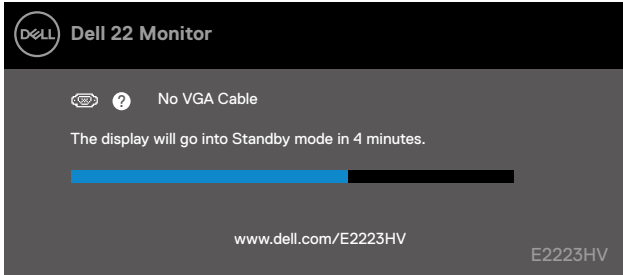 DELL Dell 22 Monitor
? No VGA Cable
The display will go into Standby mode in 4 minutes.
www.dell.com/E2223HV
E2223HV